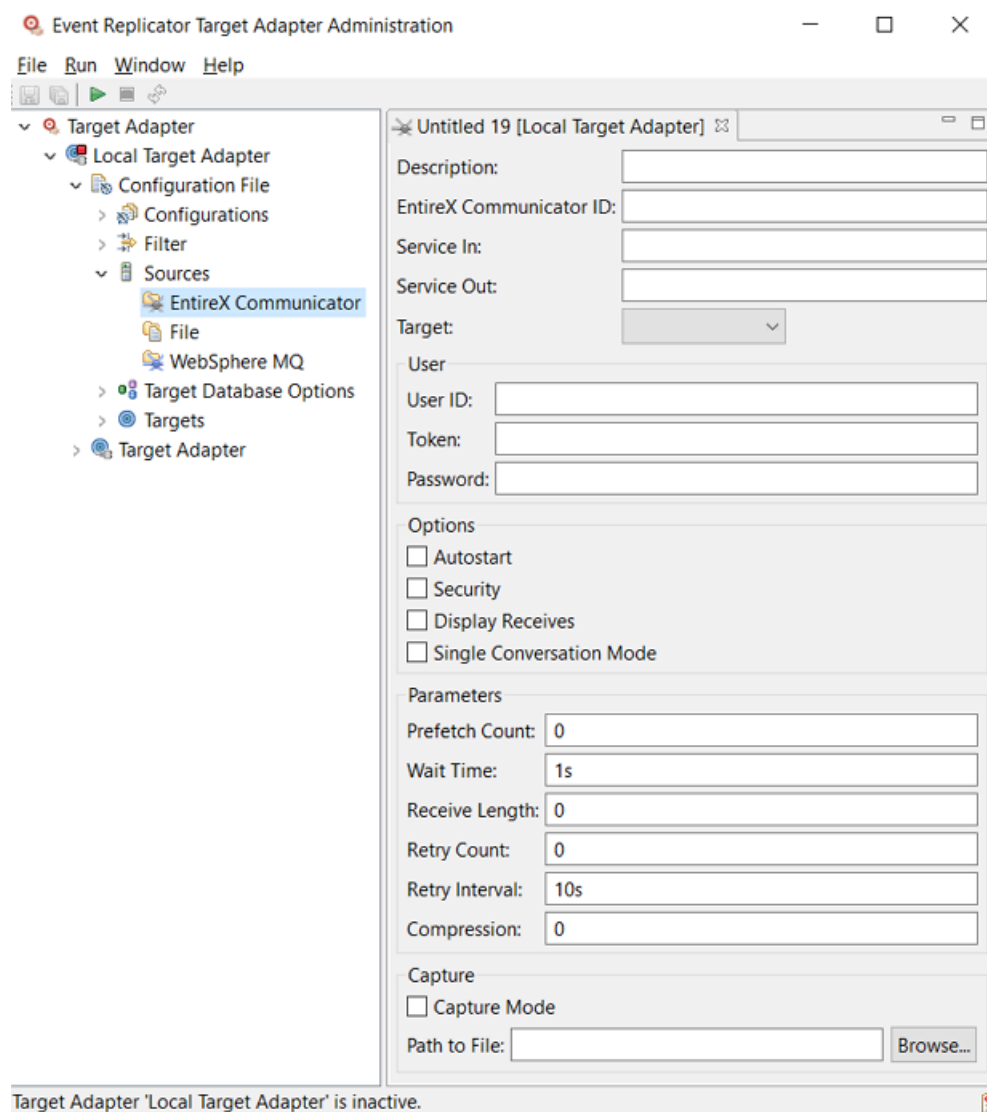 Event Replicator Target Adapter Administration
File Run Window Help
Target Adapter
Local Target Adapter
Configuration File
Configurations
Filter
Sources
EntireX Communicator
File
WebSphere MQ
Target Database Options
Targets
Target Adapter
Untitled 19 [Local Target Adapter]
Description:
EntireX Communicator ID:
Service In:
Service Out:
Target:
User
User ID:
Token:
Password:
Options
Autostart
Security
Display Receives
Single Conversation Mode
Parameters
Prefetch Count: 0
Wait Time: 1s
Receive Length: 0
Retry Count: 0
Retry Interval: 10s
Compression: 0
Capture
Capture Mode
Path to File: Browse...
Target Adapter 'Local Target Adapter' is inactive.